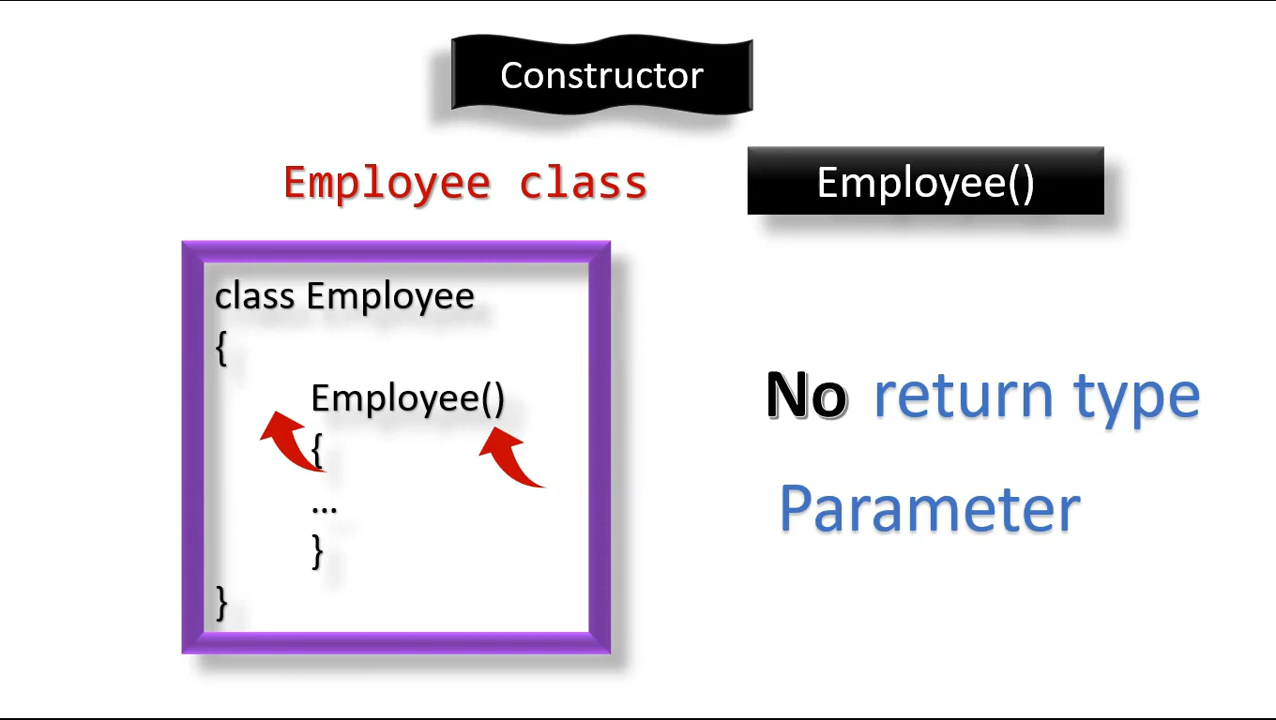 Constructor
Employee class
Employee()
class Employee
{
Employee()
{
...
}
}
No return type
Parameter